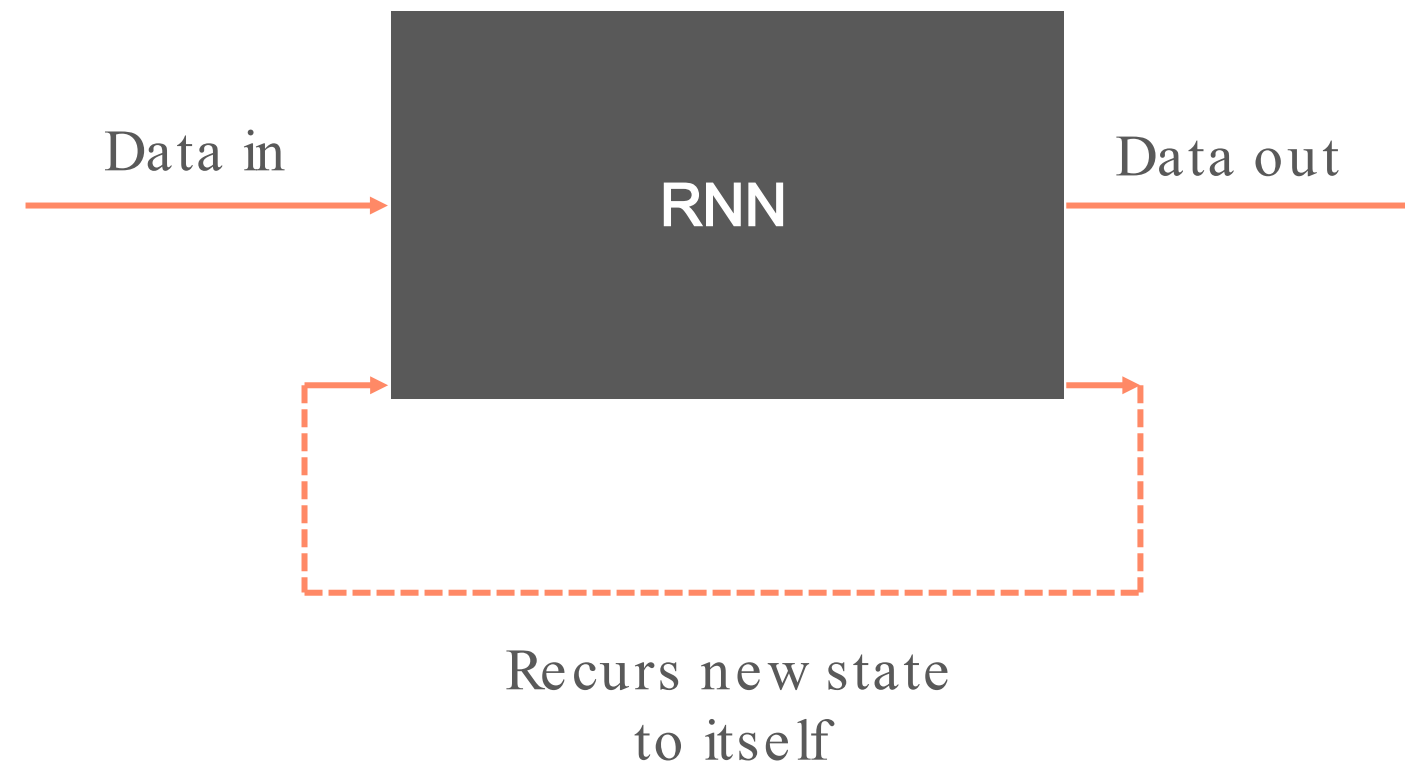 Data in
RNN
Data out
Recurs new state
to itself